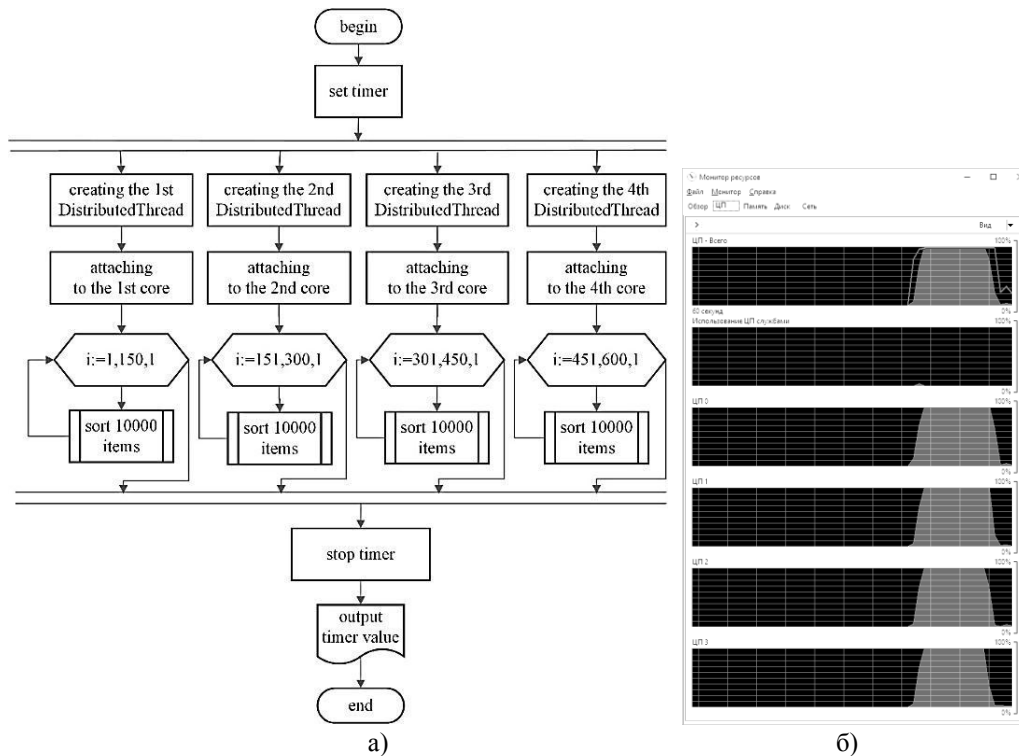 begin
set timer
creating the 1st
DistributedThread
creating the 2nd
DistributedThread
creating the 3rd
DistributedThread
creating the 4th
DistributedThread
attaching
to the 1st core
attaching
to the 2nd core
attaching
to the 3rd core
attaching
to the 4th core
i:=1,150,1
i:=151,300,1
i:=301,450,1
i:=451,600,1
sort 10000
items
sort 10000
items
sort 10000
items
sort 10000
items
stop timer
output
timer value
end
а)
Монитор ресурсов
Файл Монитор Справка
Обзор ЦП Память Диск Сеть
Вид
ЦП - Всего 100%
60 секунд 0%
Использование ЦП службами 100%
0%
ЦП 0 100%
0%
ЦП 1 100%
0%
ЦП 2 100%
0%
ЦП 3 100%
0%
б)